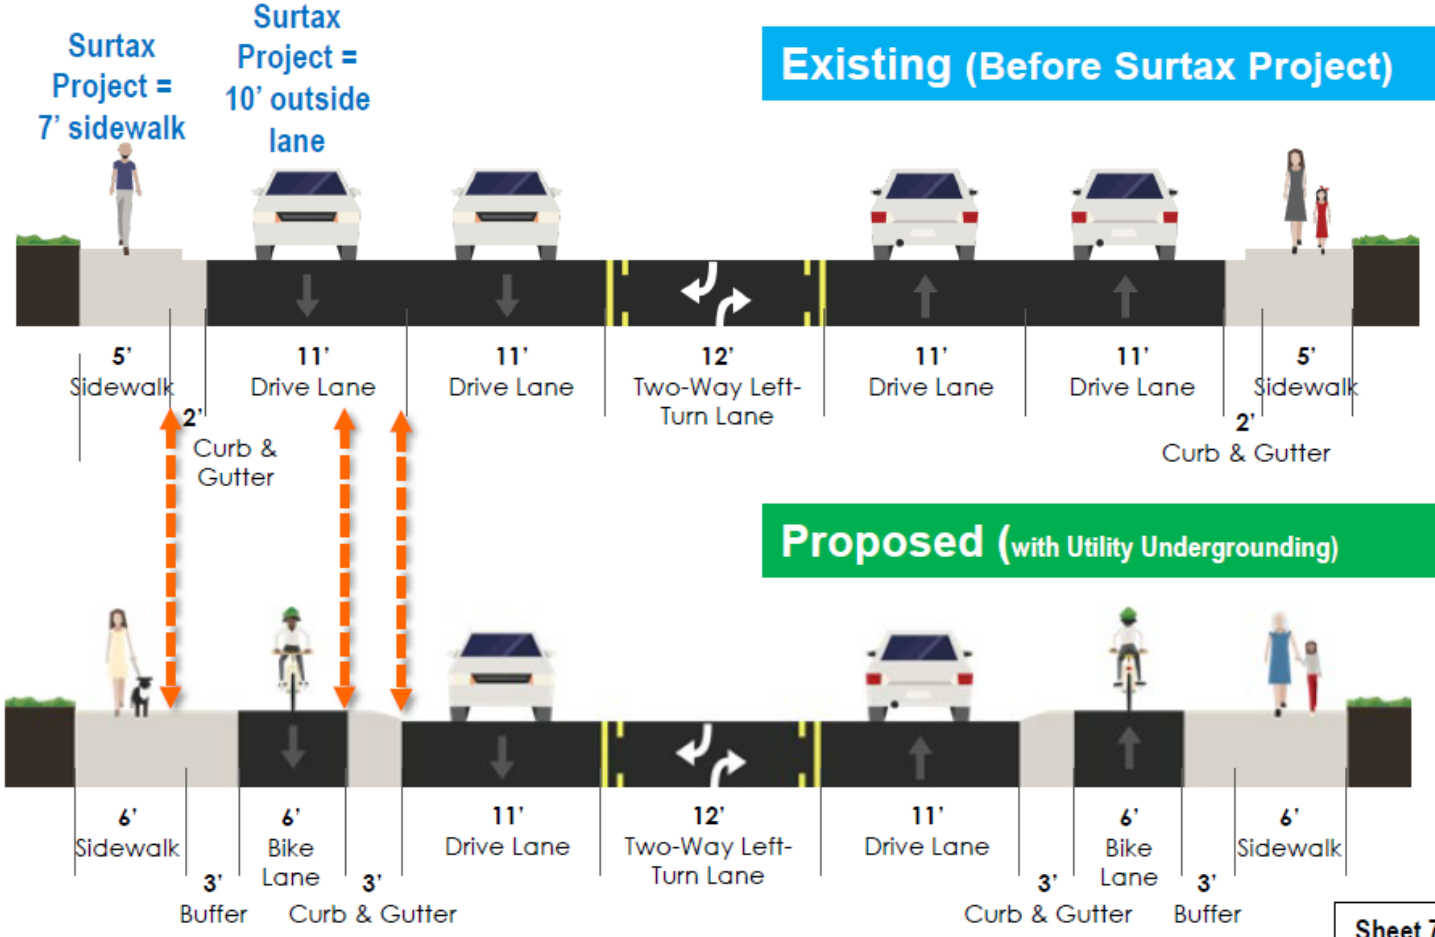 Surtax
Project =
7’ sidewalk
Surtax
Project =
10’ outside
lane
Existing (Before Surtax Project)
5’
Sidewalk
2’
Curb &
Gutter
11’
Drive Lane
11’
Drive Lane
12’
Two-Way Left-
Turn Lane
11’
Drive Lane
11’
Drive Lane
2’
Curb & Gutter
5’
Sidewalk
Proposed (with Utility Undergrounding)
6’
Sidewalk
3’
Buffer
6’
Bike
Lane
3’
Curb & Gutter
11’
Drive Lane
12’
Two-Way Left-
Turn Lane
11’
Drive Lane
3’
Curb & Gutter
6’
Bike
Lane
3’
Buffer
6’
Sidewalk
Sheet 7